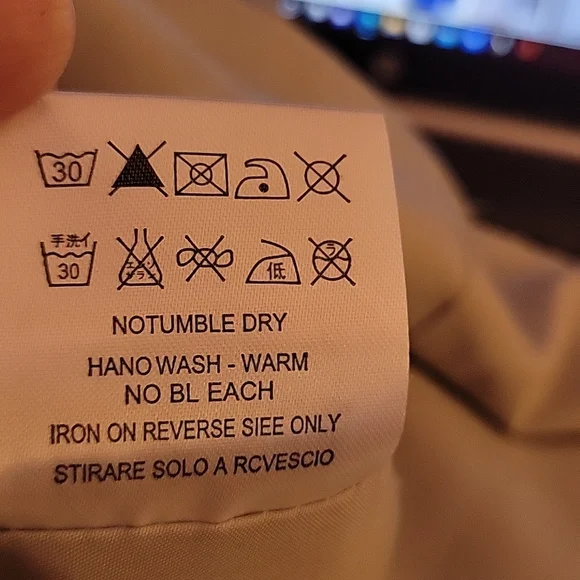 30
手洗イ
30
低
NOTUMBLE DRY
HANO WASH - WARM
NO BL EACH
IRON ON REVERSE SIEE ONLY
STIRARE SOLO A RCVESCIO